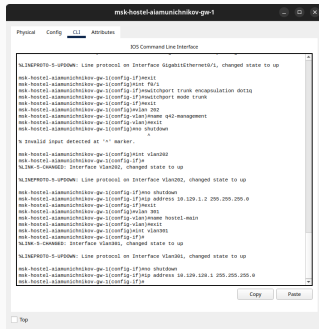 msk-hostel-aiamunichnikov-gw-1
Physical Config CLI Attributes
IOS Command Line Interface
%LINEPROTO-5-UPDOWN: Line protocol on Interface GigabitEthernet0/1, changed state to up
msk-hostel-aiamunichnikov-gw-1(config-if)#exit
msk-hostel-aiamunichnikov-gw-1(config)#int f0/1
msk-hostel-aiamunichnikov-gw-1(config-if)#switchport trunk encapsulation dot1q
msk-hostel-aiamunichnikov-gw-1(config-if)#switchport mode trunk
msk-hostel-aiamunichnikov-gw-1(config-if)#vlan 202
msk-hostel-aiamunichnikov-gw-1(config-vlan)#name q42-management
msk-hostel-aiamunichnikov-gw-1(config-vlan)#exit
msk-hostel-aiamunichnikov-gw-1(config)#no shutdown
^
% Invalid input detected at '^' marker.
msk-hostel-aiamunichnikov-gw-1(config)#int vlan202
msk-hostel-aiamunichnikov-gw-1(config-if)#
%LINK-5-CHANGED: Interface Vlan202, changed state to up
%LINEPROTO-5-UPDOWN: Line protocol on Interface Vlan202, changed state to up
msk-hostel-aiamunichnikov-gw-1(config-if)#no shutdown
msk-hostel-aiamunichnikov-gw-1(config-if)#ip address 10.129.1.2 255.255.255.0
msk-hostel-aiamunichnikov-gw-1(config-if)#exit
msk-hostel-aiamunichnikov-gw-1(config)#vlan 301
msk-hostel-aiamunichnikov-gw-1(config-vlan)#name hostel-main
msk-hostel-aiamunichnikov-gw-1(config-vlan)#exit
msk-hostel-aiamunichnikov-gw-1(config)#int vlan301
msk-hostel-aiamunichnikov-gw-1(config-if)#
%LINK-5-CHANGED: Interface Vlan301, changed state to up
%LINEPROTO-5-UPDOWN: Line protocol on Interface Vlan301, changed state to up
msk-hostel-aiamunichnikov-gw-1(config-if)#no shutdown
msk-hostel-aiamunichnikov-gw-1(config-if)#ip address 10.129.128.1 255.255.255.0
msk-hostel-aiamunichnikov-gw-1(config-if)#
Copy Paste
Top